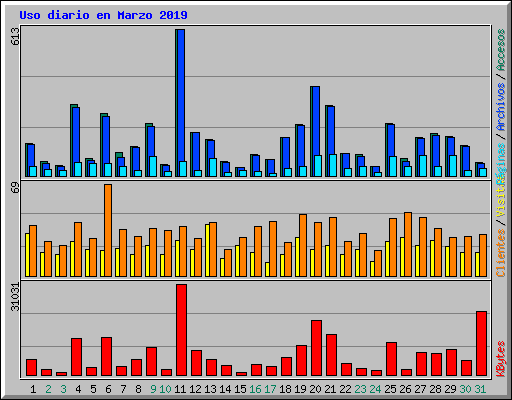 Uso diario en Marzo 2019
613
69
31031
Clientes / Visitas
Páginas / Archivos / Accesos
KBytes
1 2 3 4 5 6 7 8 9 10 11 12 13 14 15 16 17 18 19 20 21 22 23 24 25 26 27 28 29 30 31